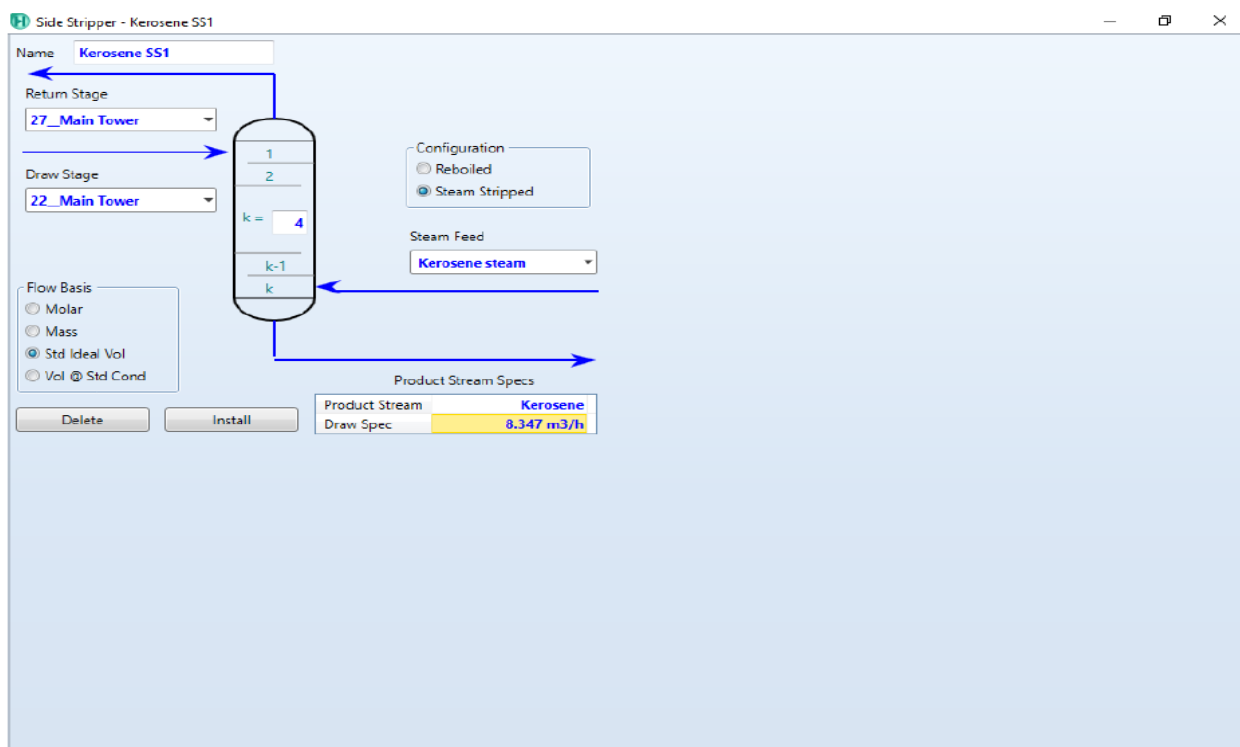 Side Stripper - Kerosene SS1
Name Kerosene SS1
Return Stage
27__Main Tower
Draw Stage
22__Main Tower
1
2
k = 4
k-1
k
Configuration
Reboiled
Steam Stripped
Steam Feed
Kerosene steam
Flow Basis
Molar
Mass
Std Ideal Vol
Vol @ Std Cond
Delete Install
Product Stream Specs
Product Stream Kerosene
Draw Spec 8.347 m3/h